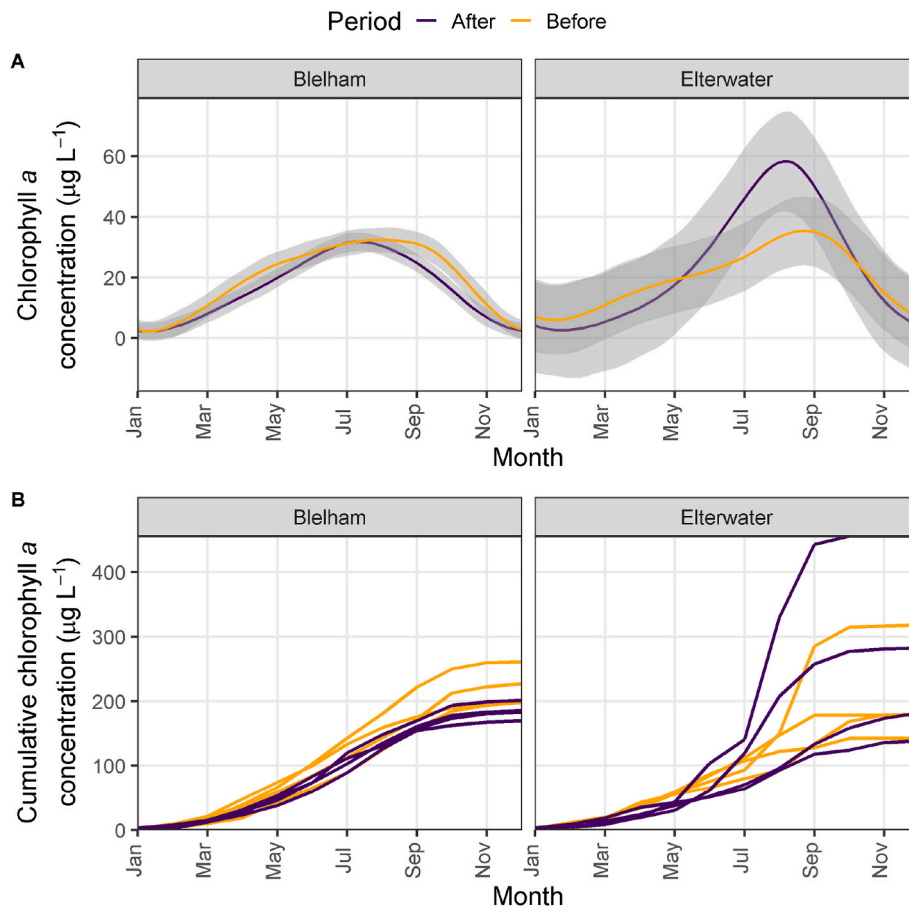 Period After Before
A
Blelham Elterwater
Chlorophyll a
concentration (µg L⁻¹)
60
40
20
0
Jan Mar May Jul Sep Nov Jan Mar May Jul Sep Nov
Month
B
Blelham Elterwater
Cumulative chlorophyll a
concentration (µg L⁻¹)
400
300
200
100
0
Jan Mar May Jul Sep Nov Jan Mar May Jul Sep Nov
Month